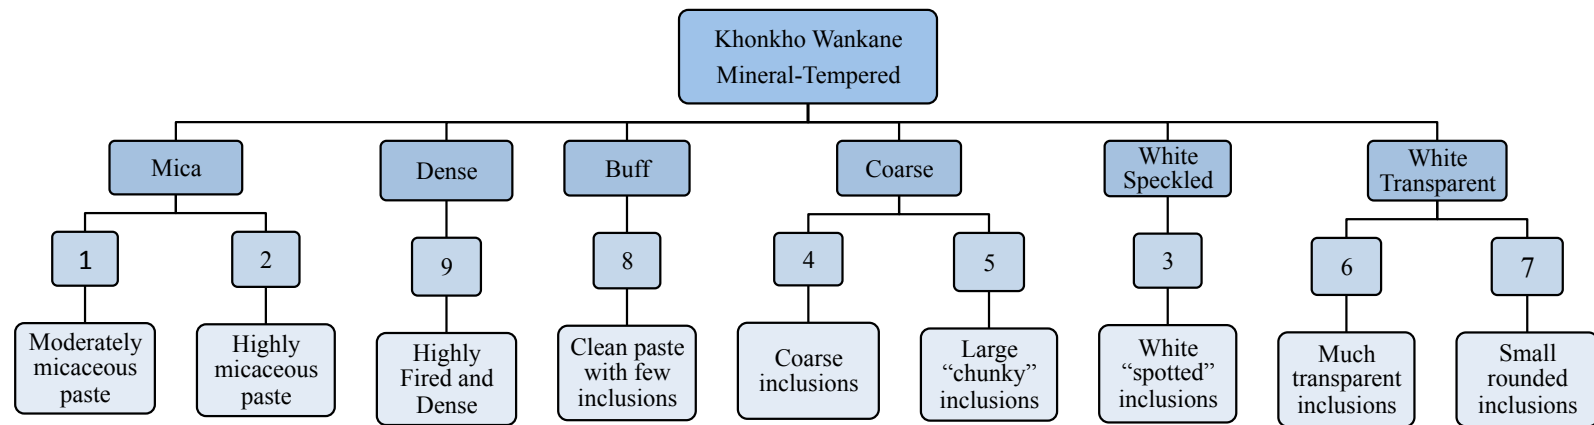 Khonkho Wankane
Mineral-Tempered
Mica
Dense
Buff
Coarse
White
Speckled
White
Transparent
1
2
9
8
4
5
3
6
7
Moderately
micaceous
paste
Highly
micaceous
paste
Highly
Fired and
Dense
Clean paste
with few
inclusions
Coarse
inclusions
Large
“chunky”
inclusions
White
“spotted”
inclusions
Much
transparent
inclusions
Small
rounded
inclusions